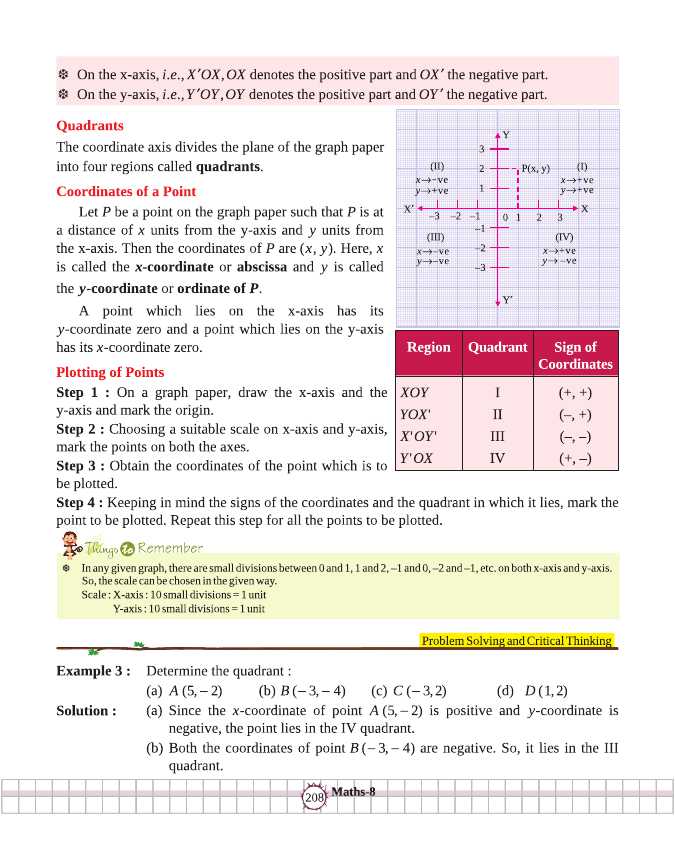 ❆ On the x-axis, i.e., X′OX, OX denotes the positive part and OX′ the negative part.
❆ On the y-axis, i.e., Y′OY, OY denotes the positive part and OY′ the negative part.
Quadrants
The coordinate axis divides the plane of the graph paper
into four regions called quadrants.
Coordinates of a Point
Let P be a point on the graph paper such that P is at
a distance of x units from the y-axis and y units from
the x-axis. Then the coordinates of P are (x, y). Here, x
is called the x-coordinate or abscissa and y is called
the y-coordinate or ordinate of P.
A point which lies on the x-axis has its
y-coordinate zero and a point which lies on the y-axis
has its x-coordinate zero.
Plotting of Points
Step 1 : On a graph paper, draw the x-axis and the
y-axis and mark the origin.
Step 2 : Choosing a suitable scale on x-axis and y-axis,
mark the points on both the axes.
Step 3 : Obtain the coordinates of the point which is to
be plotted.
Y
3
(II) 2 P(x, y) (I)
x→–ve x→+ve
y→+ve 1 y→+ve
X′ –3 –2 –1 0 1 2 3 X
–1
(III) (IV)
x→–ve –2 x→+ve
y→–ve y→–ve
–3
Y′
Region Quadrant Sign of
Coordinates
XOY I (+, +)
YOX' II (–, +)
X'OY' III (–, –)
Y'OX IV (+, –)
Step 4 : Keeping in mind the signs of the coordinates and the quadrant in which it lies, mark the
point to be plotted. Repeat this step for all the points to be plotted.
Things to Remember
❆ In any given graph, there are small divisions between 0 and 1, 1 and 2, –1 and 0, –2 and –1, etc. on both x-axis and y-axis.
So, the scale can be chosen in the given way.
Scale : X-axis : 10 small divisions = 1 unit
Y-axis : 10 small divisions = 1 unit
Problem Solving and Critical Thinking
Example 3 : Determine the quadrant :
(a) A (5, – 2) (b) B (– 3, – 4) (c) C (– 3, 2) (d) D (1, 2)
Solution : (a) Since the x-coordinate of point A (5, – 2) is positive and y-coordinate is
negative, the point lies in the IV quadrant.
(b) Both the coordinates of point B (– 3, – 4) are negative. So, it lies in the III
quadrant.
208 Maths-8